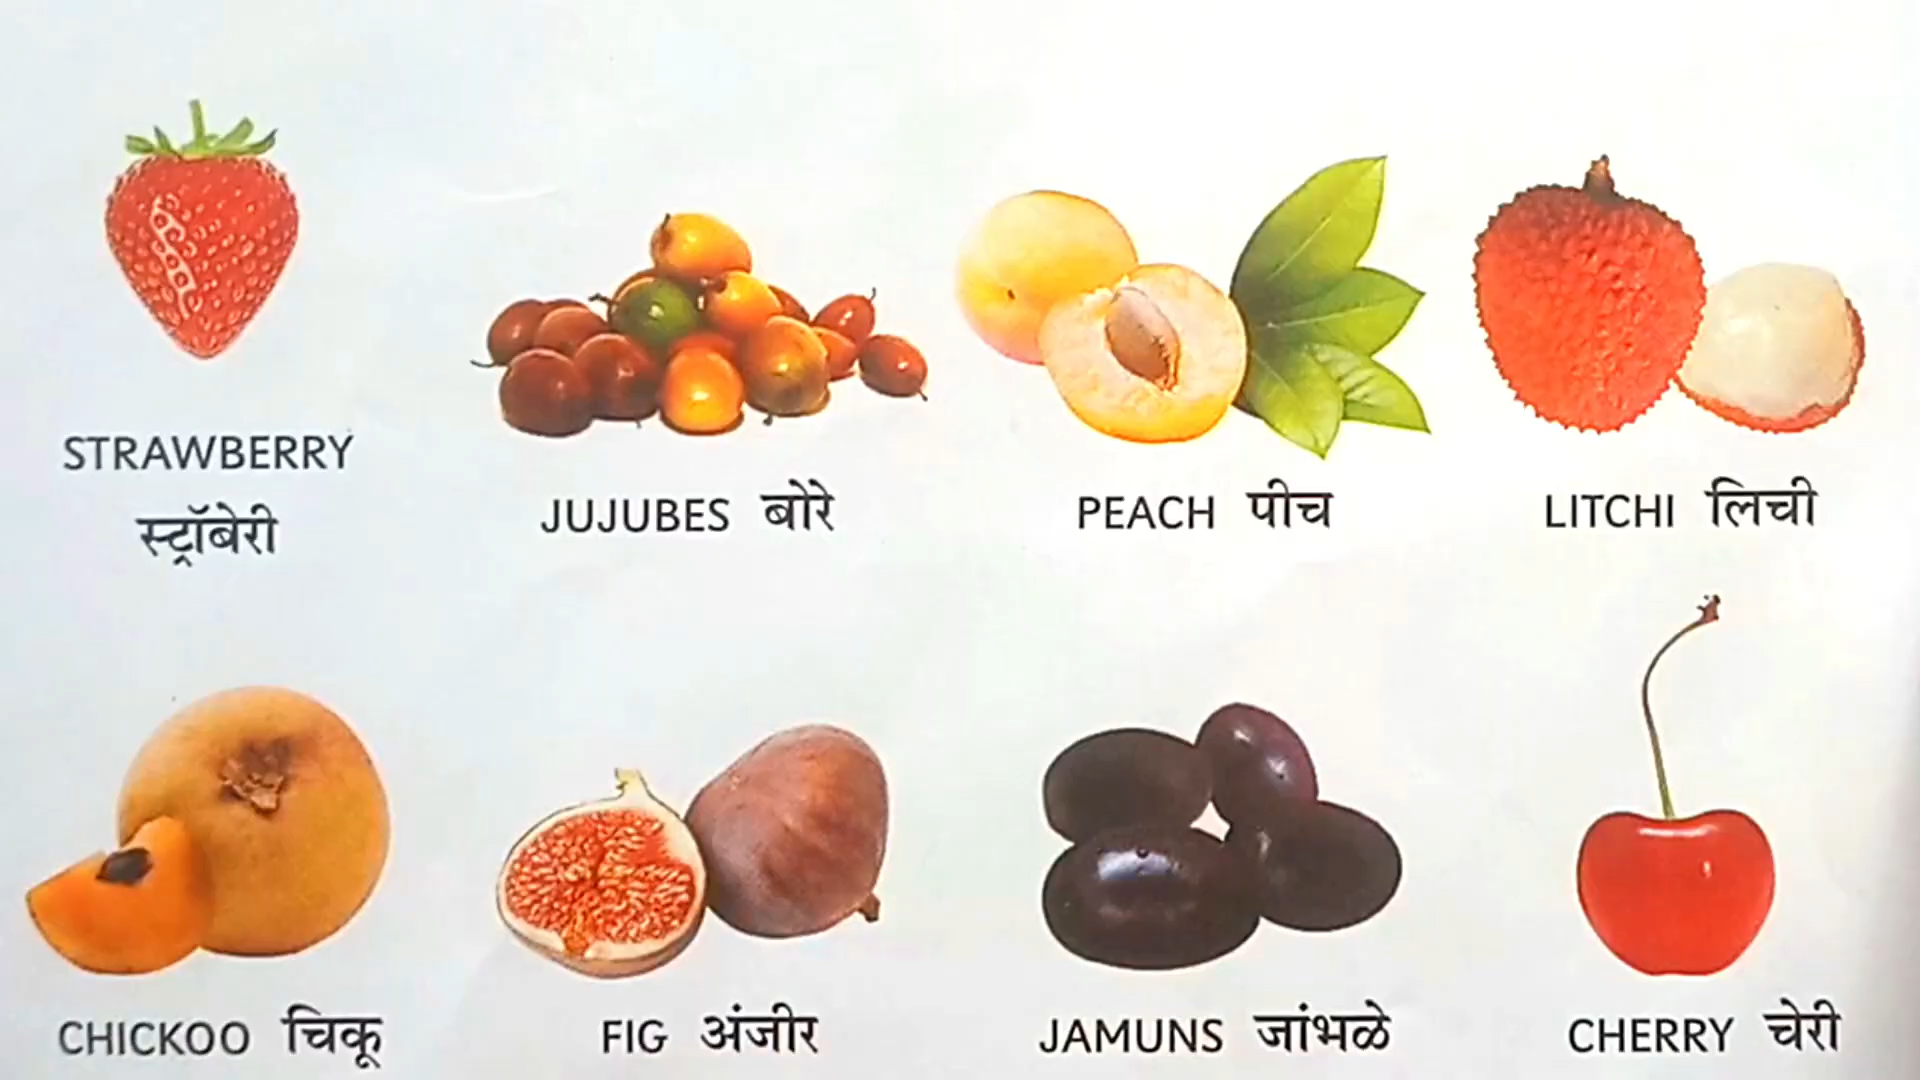 STRAWBERRY
स्ट्रॉबेरी
JUJUBES बोरे
PEACH पीच
LITCHI लिची
CHICKOO चिकू
FIG अंजीर
JAMUNS जांभळे
CHERRY चेरी